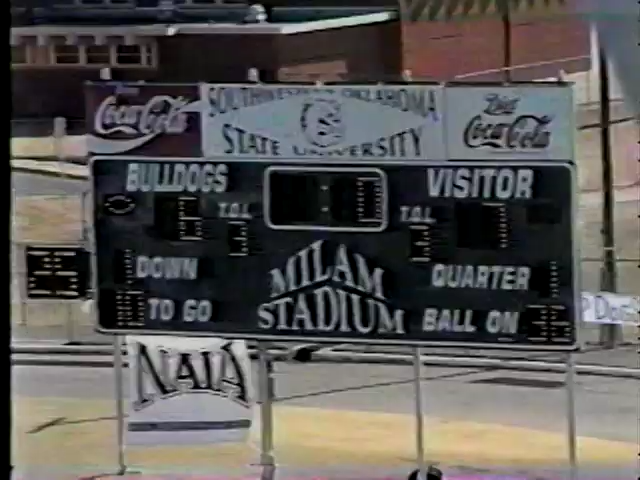 Coca-Cola
SOUTHWESTERN OKLAHOMA
STATE UNIVERSITY
Coca-Cola
BULLDOGS
VISITOR
T.O.L
T.O.L
DOWN
QUARTER
TO GO
MILAM
STADIUM
BALL ON
NAIA